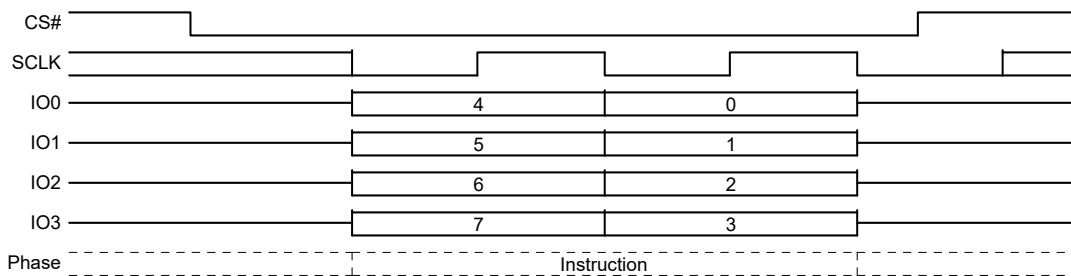 CS#
SCLK
IO0 4 0
IO1 5 1
IO2 6 2
IO3 7 3
Phase Instruction